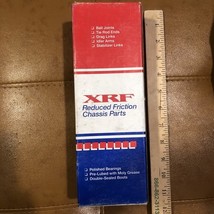 Ball Joints
Tie Rod Ends
Drag Links
Idler Arms
Stabilizer Links
XRF
Reduced Friction
Chassis Parts
Polished Bearings
Pre-Lubed with Moly Grease
Double-Sealed Boots